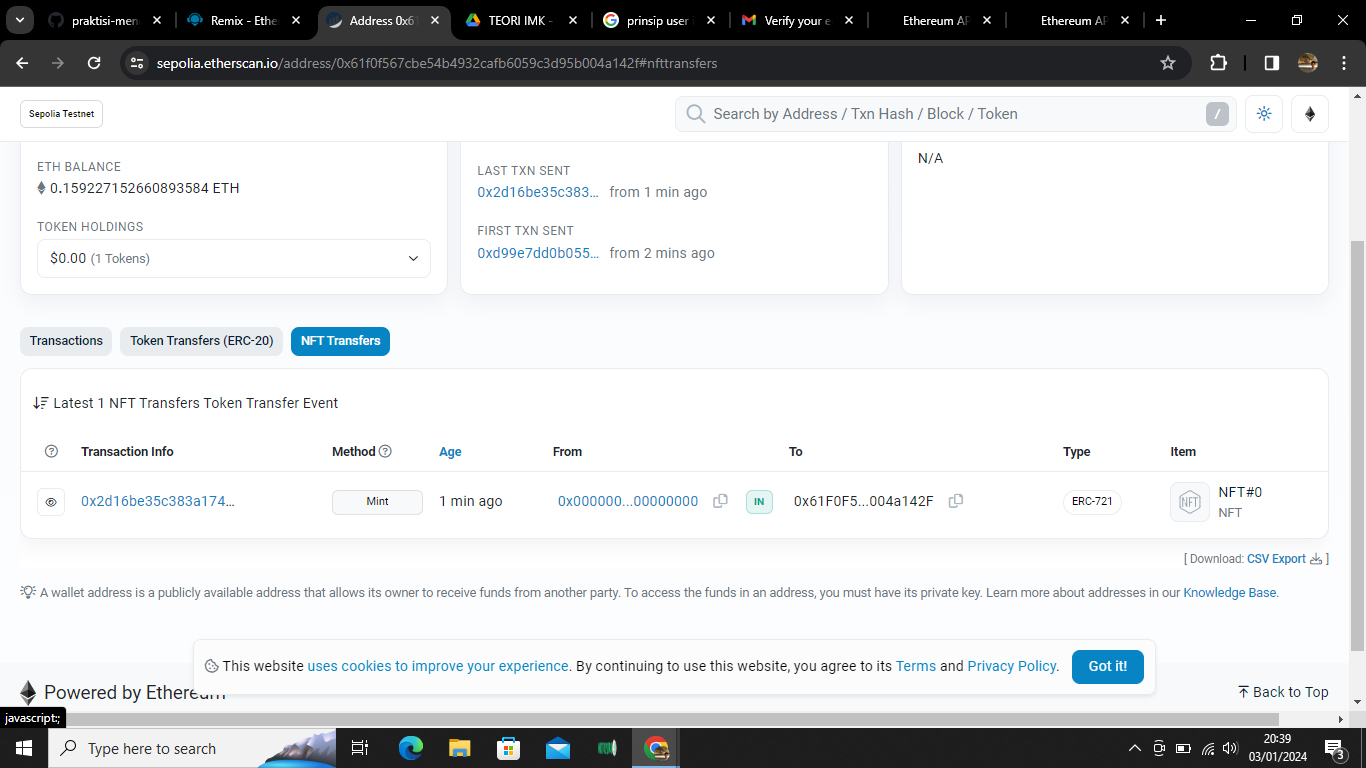 praktisi-men
Remix - Ethe
Address 0x61
TEORI IMK -
prinsip user i
Verify your e
Ethereum AP
Ethereum AP
sepolia.etherscan.io/address/0x61f0f567cbe54b4932cafb6059c3d95b004a142f#nfttransfers
Sepolia Testnet
Search by Address / Txn Hash / Block / Token
/
ETH BALANCE
0.159227152660893584 ETH
TOKEN HOLDINGS
$0.00 (1 Tokens)
LAST TXN SENT
0x2d16be35c383... from 1 min ago
FIRST TXN SENT
0xd99e7dd0b055... from 2 mins ago
N/A
Transactions
Token Transfers (ERC-20)
NFT Transfers
Latest 1 NFT Transfers Token Transfer Event
Transaction Info Method Age From To Type Item
0x2d16be35c383a174... Mint 1 min ago 0x000000...00000000 IN 0x61F0F5...004a142F ERC-721 NFT NFT#0
NFT
[ Download: CSV Export ]
A wallet address is a publicly available address that allows its owner to receive funds from another party. To access the funds in an address, you must have its private key. Learn more about addresses in our Knowledge Base.
This website uses cookies to improve your experience. By continuing to use this website, you agree to its Terms and Privacy Policy.
Got it!
Powered by Ethereum
Back to Top
javascript:;
Type here to search
20:39
03/01/2024
3